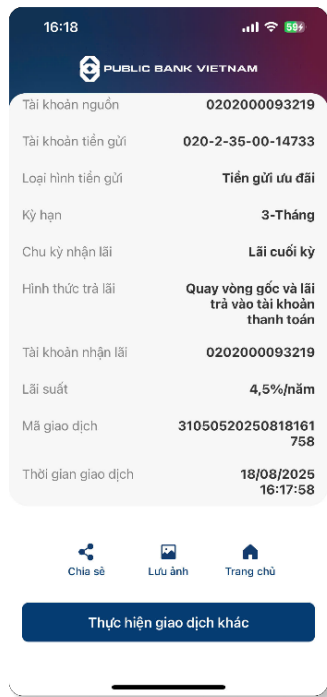 16:18
59
PUBLIC BANK VIETNAM
Tài khoản nguồn 0202000093219
Tài khoản tiền gửi 020-2-35-00-14733
Loại hình tiền gửi Tiền gửi ưu đãi
Kỳ hạn 3-Tháng
Chu kỳ nhận lãi Lãi cuối kỳ
Hình thức trả lãi Quay vòng gốc và lãi
trả vào tài khoản
thanh toán
Tài khoản nhận lãi 0202000093219
Lãi suất 4,5%/năm
Mã giao dịch 31050520250818161
758
Thời gian giao dịch 18/08/2025
16:17:58
Chia sẻ Lưu ảnh Trang chủ
Thực hiện giao dịch khác